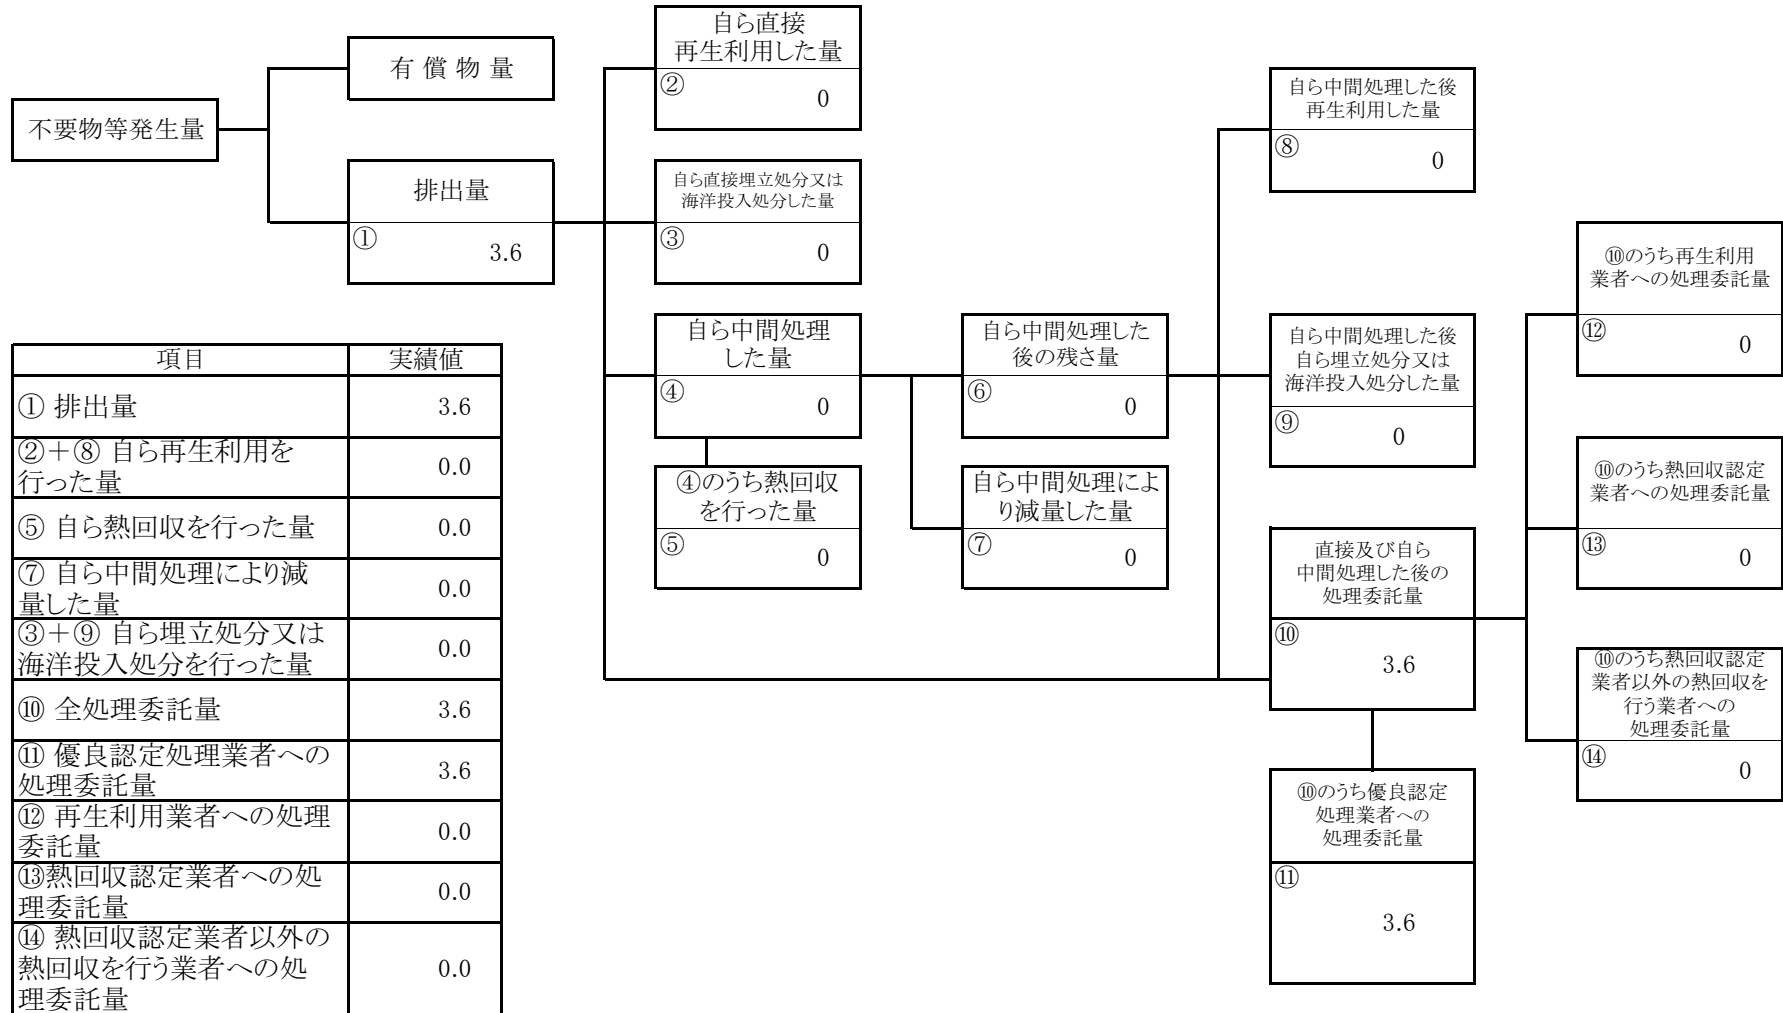 不要物等発生量
有 償 物 量
排出量
①
3.6
自ら直接
再生利用した量
②
0
自ら直接埋立処分又は
海洋投入処分した量
③
0
自ら中間処理
した量
④
0
④のうち熱回収
を行った量
⑤
0
自ら中間処理した
後の残さ量
⑥
0
自ら中間処理によ
り減量した量
⑦
0
自ら中間処理した後
再生利用した量
⑧
0
自ら中間処理した後
自ら埋立処分又は
海洋投入処分した量
⑨
0
直接及び自ら
中間処理した後の
処理委託量
⑩
3.6
⑩のうち優良認定
処理業者への
処理委託量
⑪
3.6
⑩のうち再生利用
業者への処理委託量
⑫
0
⑩のうち熱回収認定
業者への処理委託量
⑬
0
⑩のうち熱回収認定
業者以外の熱回収を
行う業者への
処理委託量
⑭
0
項目 実績値
① 排出量 3.6
②＋⑧ 自ら再生利用を
行った量 0.0
⑤ 自ら熱回収を行った量 0.0
⑦ 自ら中間処理により減
量した量 0.0
③＋⑨ 自ら埋立処分又は
海洋投入処分を行った量 0.0
⑩ 全処理委託量 3.6
⑪ 優良認定処理業者への
処理委託量 3.6
⑫ 再生利用業者への処理
委託量 0.0
⑬熱回収認定業者への処
理委託量 0.0
⑭ 熱回収認定業者以外の
熱回収を行う業者への処 0.0
理委託量